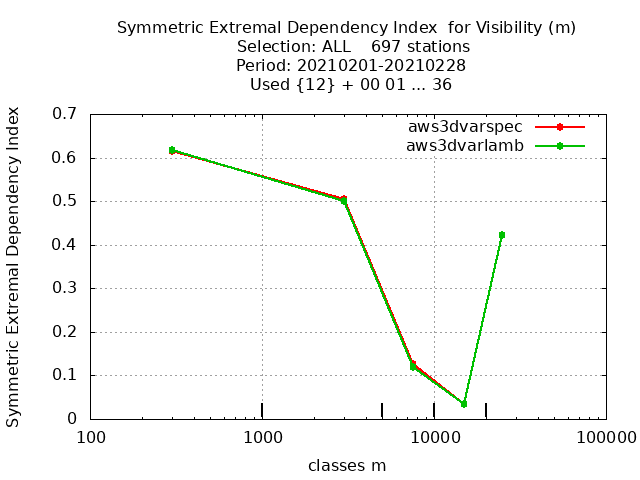 Symmetric Extremal Dependency Index  for Visibility (m)
Selection: ALL    697 stations
Period: 20210201-20210228
Used {12} + 00 01 ... 36
Symmetric Extremal Dependency Index
0.7
0.6
0.5
0.4
0.3
0.2
0.1
0
aws3dvarspec
aws3dvarlamb
100
1000
10000
100000
classes m